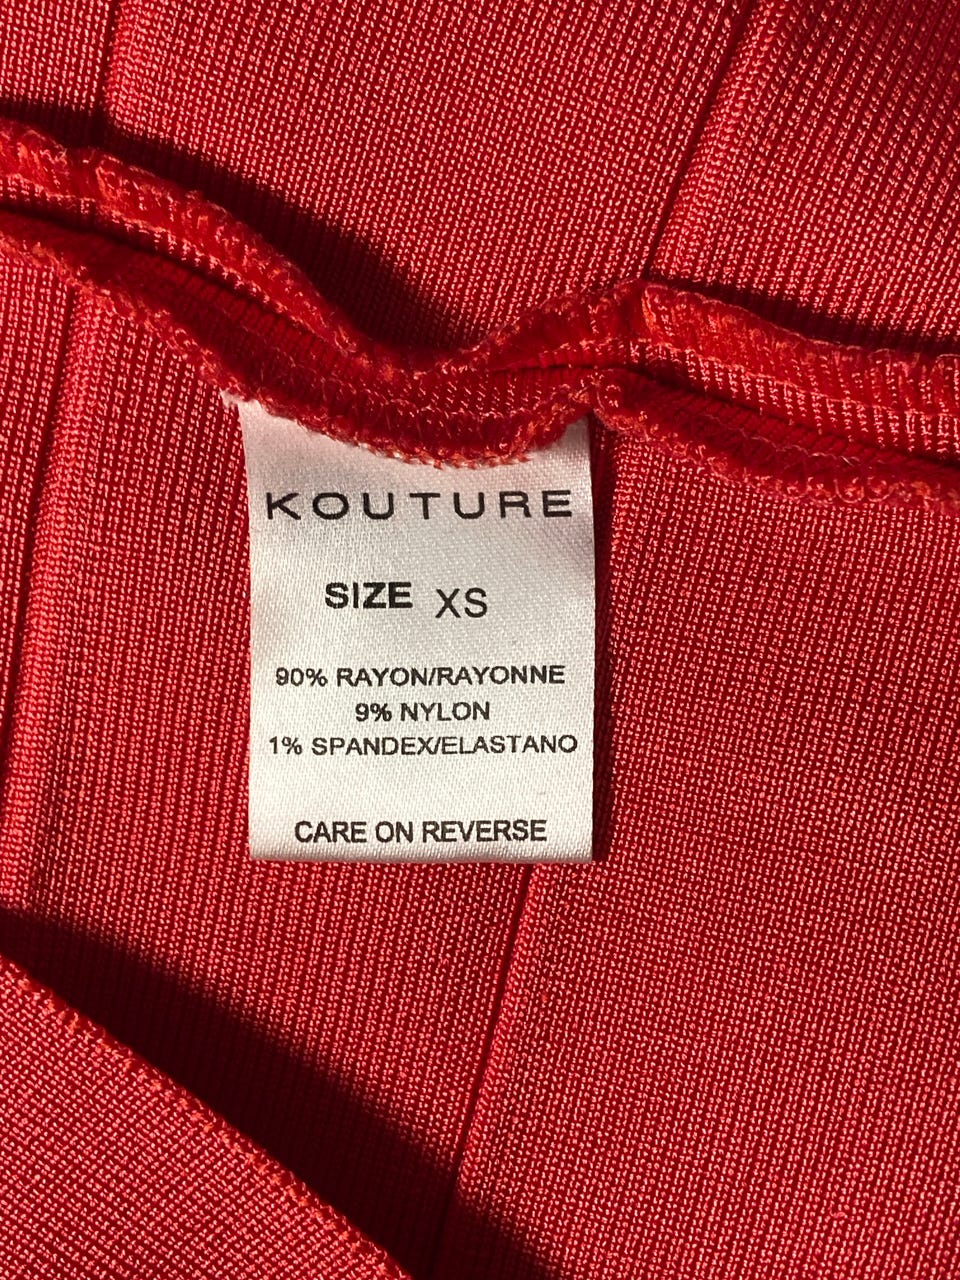 KOUTURE
SIZE XS
90% RAYON/RAYONNE
9% NYLON
1% SPANDEX/ELASTANO
CARE ON REVERSE